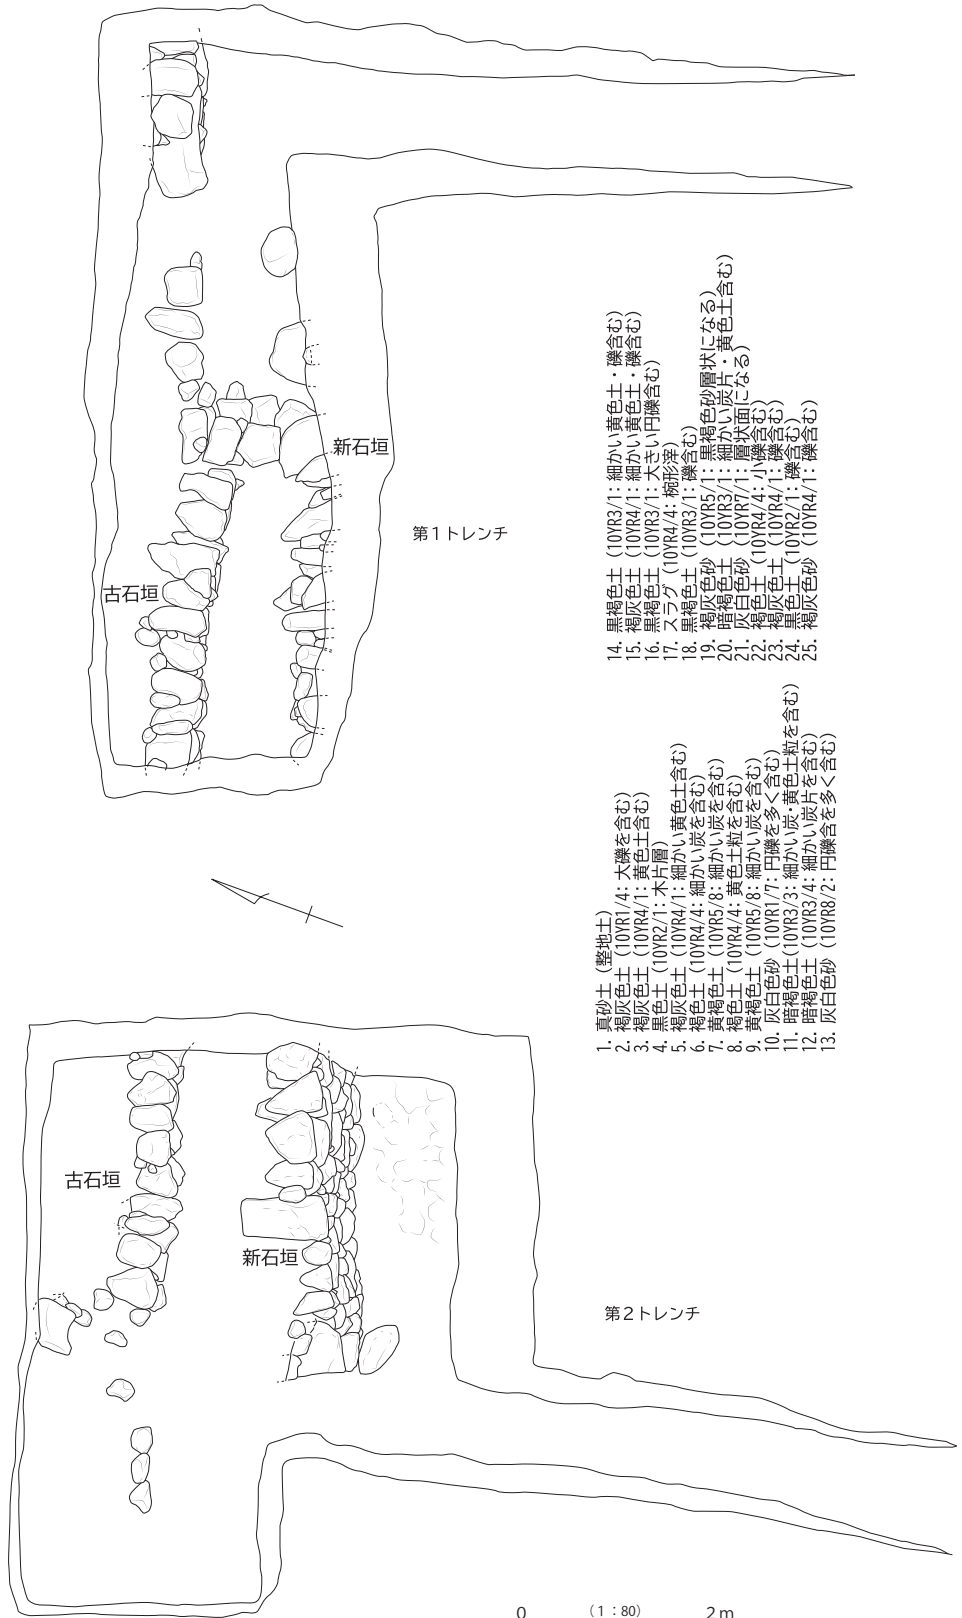 新石垣
第1トレンチ
古石垣
14. 黒褐色土（10YR3/1：細かい黄色土・礫含む）
15. 褐灰色土（10YR4/1：細かい黄色土・礫含む）
16. 黒褐色土（10YR3/1：大きい円礫含む）
17. スラグ（10YR4/4：椀形滓）
18. 黒褐色土（10YR3/1：礫含む）
19. 褐灰色砂（10YR5/1：黒褐色砂層状になる）
20. 暗褐色土（10YR3/1：細かい炭片・黄色土含む）
21. 灰白色砂（10YR7/1：層状面になる）
22. 褐色土（10YR4/4：小礫含む）
23. 褐灰色土（10YR4/1：礫含む）
24. 黒色土（10YR2/1：礫含む）
25. 褐灰色砂（10YR4/1：礫含む）
1. 真砂土（整地土）
2. 褐灰色土（10YR1/4：大礫を含む）
3. 褐灰色土（10YR4/1：黄色土含む）
4. 黒色土（10YR2/1：木片層）
5. 褐灰色土（10YR4/1：細かい黄色土含む）
6. 褐色土（10YR4/4：細かい炭を含む）
7. 黄褐色土（10YR5/8：細かい炭を含む）
8. 褐色土（10YR4/4：黄色土粒を含む）
9. 黄褐色土（10YR5/8：細かい炭を含む）
10. 灰白色砂（10YR1/7：円礫を多く含む）
11. 暗褐色土（10YR3/3：細かい炭・黄色土粒を含む）
12. 暗褐色土（10YR3/4：細かい炭片を含む）
13. 灰白色砂（10YR8/2：円礫含を多く含む）
古石垣
新石垣
第2トレンチ
0 （1：80） 2m